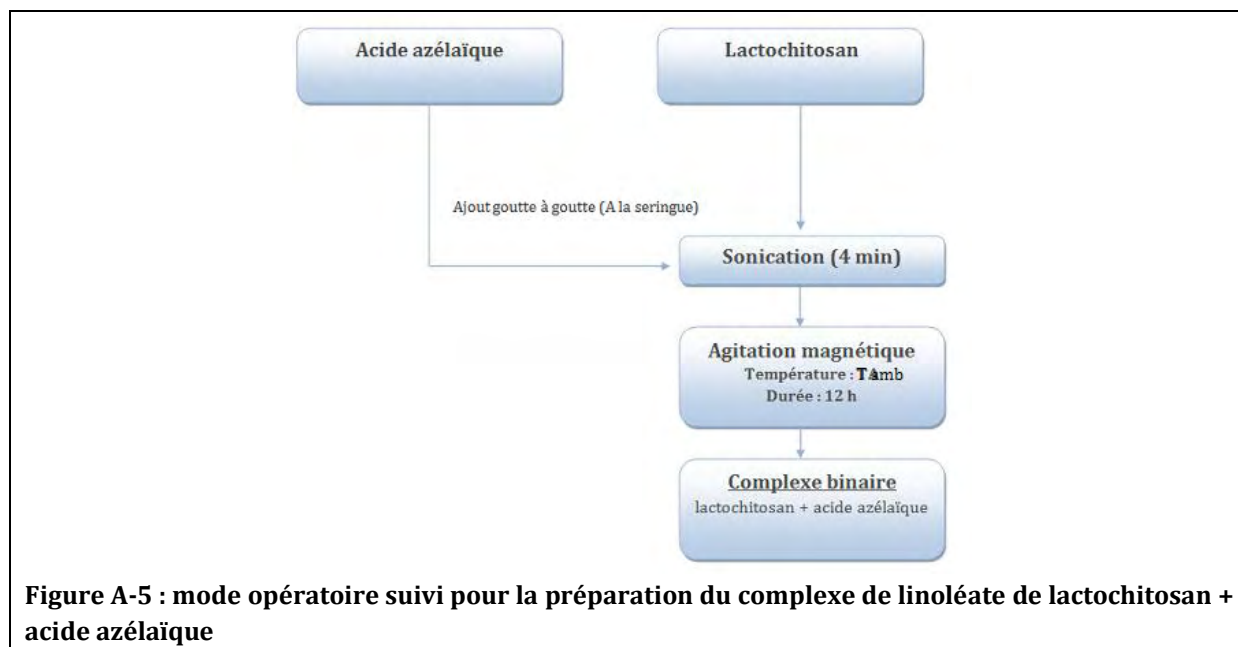 Acide azélaïque
Lactochitosan
Ajout goutte à goutte (A la seringue)
Sonication (4 min)
Agitation magnétique
Température :
Durée : 12 h
Complexe binaire
lactochitosan + acide azélaïque
Figure A-5 : mode opératoire suivi pour la préparation du complexe de linoléate de lactochitosan +
acide azélaïque